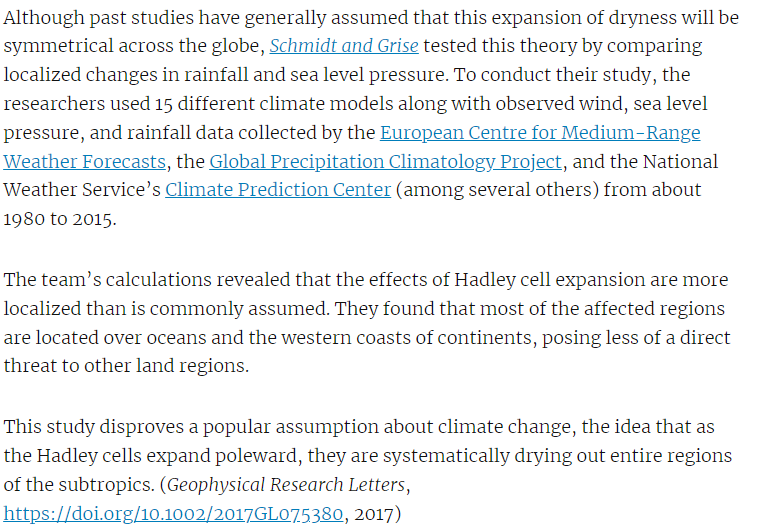 Although past studies have generally assumed that this expansion of dryness will be
symmetrical across the globe, Schmidt and Grise tested this theory by comparing
localized changes in rainfall and sea level pressure. To conduct their study, the
researchers used 15 different climate models along with observed wind, sea level
pressure, and rainfall data collected by the European Centre for Medium-Range
Weather Forecasts, the Global Precipitation Climatology Project, and the National
Weather Service’s Climate Prediction Center (among several others) from about
1980 to 2015.
The team’s calculations revealed that the effects of Hadley cell expansion are more
localized than is commonly assumed. They found that most of the affected regions
are located over oceans and the western coasts of continents, posing less of a direct
threat to other land regions.
This study disproves a popular assumption about climate change, the idea that as
the Hadley cells expand poleward, they are systematically drying out entire regions
of the subtropics. (Geophysical Research Letters,
https://doi.org/10.1002/2017GL075380, 2017)